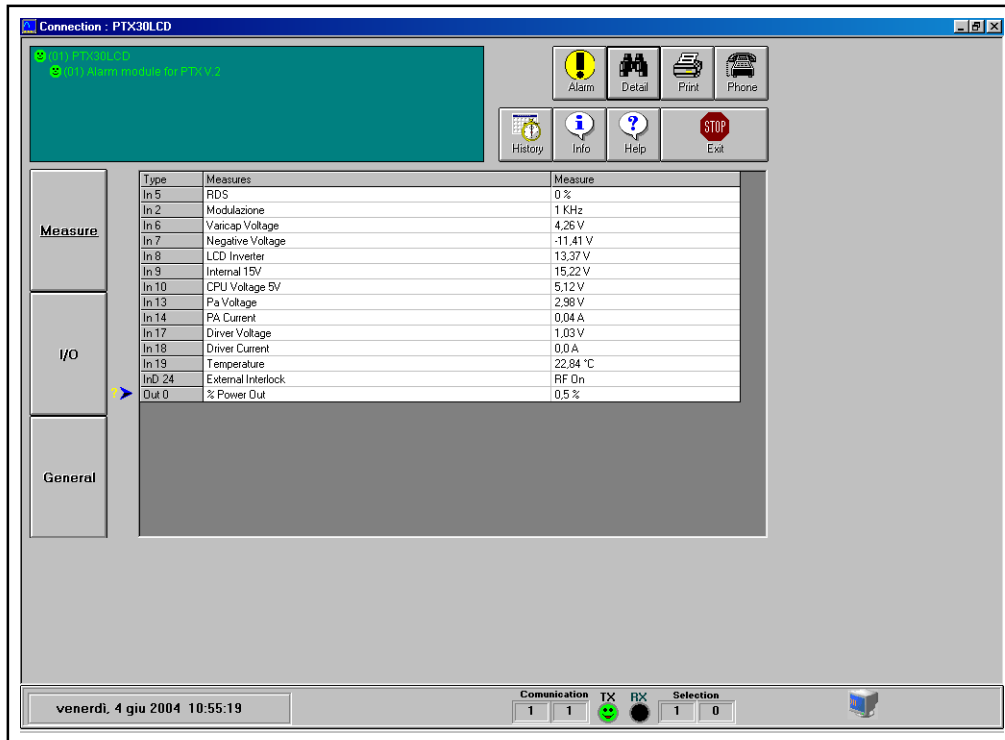 Connection : PTX30LCD
(01) PTX30LCD
(01) Alarm module for PTX V.2
Alarm Detail Print Phone
STOP
History Info Help Exit
Measure
I/O
General
Type Measures Measure
In 5 RDS 0 %
In 2 Modulazione 1 KHz
In 6 Varicap Voltage 4,26 V
In 7 Negative Voltage -11,41 V
In 8 LCD Inverter 13,37 V
In 9 Internal 15V 15,22 V
In 10 CPU Voltage 5V 5,12 V
In 13 Pa Voltage 2,98 V
In 14 PA Current 0,04 A
In 17 Dirver Voltage 1,03 V
In 18 Driver Current 0,0 A
In 19 Temperature 22,84 °C
InD 24 External Interlock RF On
Out 0 % Power Out 0,5 %
venerdì, 4 giu 2004 10:55:19
Comunication TX RX Selection
1 1 1 0